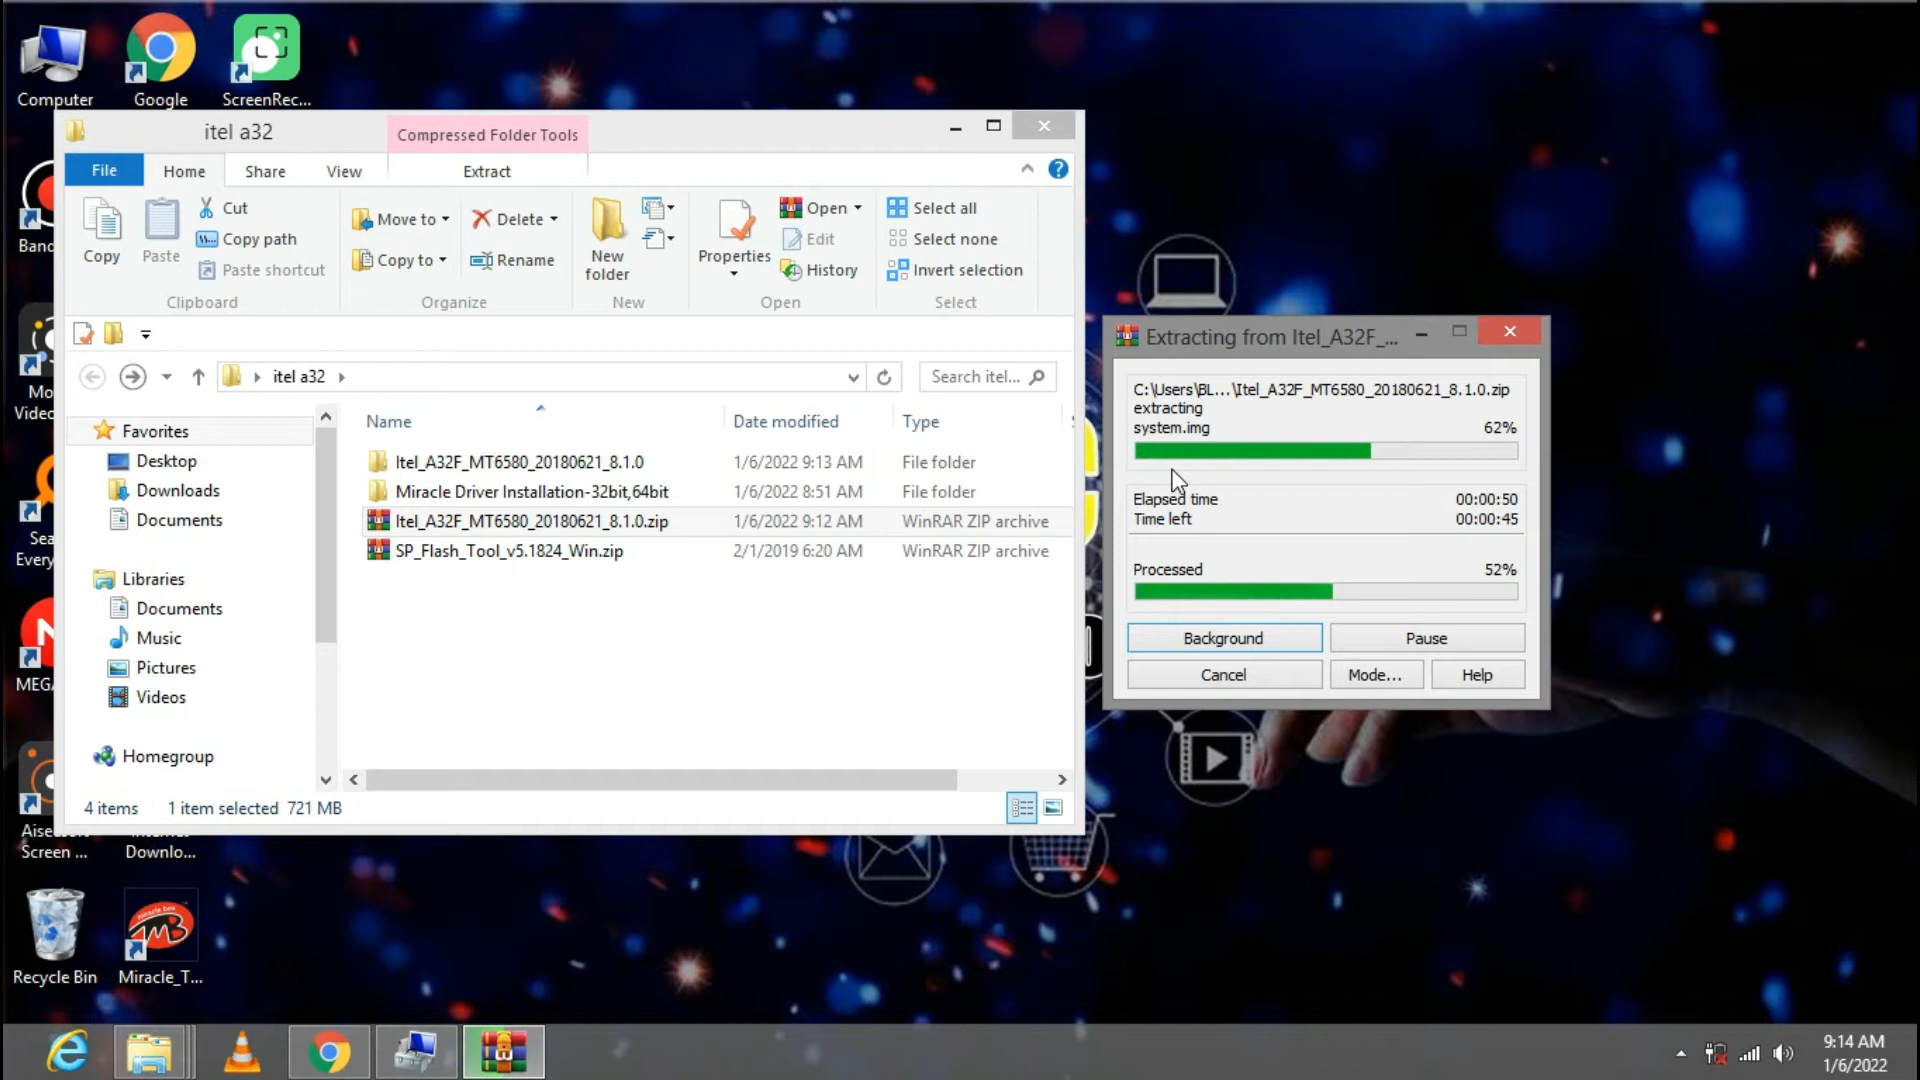 Computer
Google
ScreenRec...
itel a32
Compressed Folder Tools
File
Home
Share
View
Extract
Copy
Paste
Cut
Copy path
Paste shortcut
Clipboard
Move to
Copy to
Delete
Rename
Organize
New
folder
New
Properties
Open
Edit
History
Open
Select all
Select none
Invert selection
Select
itel a32
Search itel...
Favorites
Desktop
Downloads
Documents
Libraries
Documents
Music
Pictures
Videos
Homegroup
Name
Date modified
Type
Itel_A32F_MT6580_20180621_8.1.0
1/6/2022 9:13 AM
File folder
Miracle Driver Installation-32bit,64bit
1/6/2022 8:51 AM
File folder
Itel_A32F_MT6580_20180621_8.1.0.zip
1/6/2022 9:12 AM
WinRAR ZIP archive
SP_Flash_Tool_v5.1824_Win.zip
2/1/2019 6:20 AM
WinRAR ZIP archive
4 items
1 item selected 721 MB
Extracting from Itel_A32F_...
C:\Users\BL...\Itel_A32F_MT6580_20180621_8.1.0.zip
extracting
system.img
62%
Elapsed time
00:00:50
Time left
00:00:45
Processed
52%
Background
Pause
Cancel
Mode...
Help
Band
Mo
Video
Sea
Every
MEGA
Screen ...
Downlo...
Recycle Bin
Miracle_T...
9:14 AM
1/6/2022